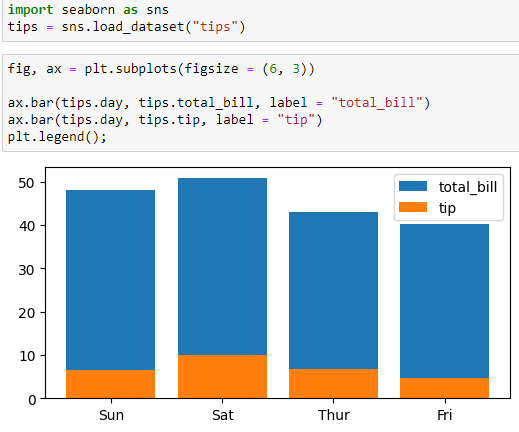 import seaborn as sns
tips = sns.load_dataset("tips")
fig, ax = plt.subplots(figsize = (6, 3))
ax.bar(tips.day, tips.total_bill, label = "total_bill")
ax.bar(tips.day, tips.tip, label = "tip")
plt.legend();
50
40
30
20
10
0
total_bill
tip
Sun Sat Thur Fri